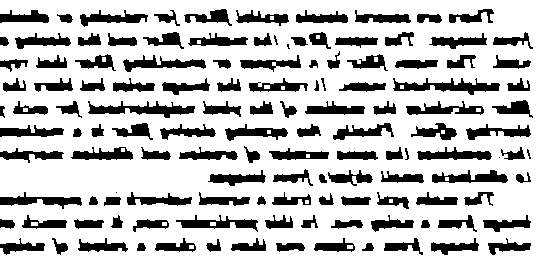 There are several classic spatial filters for reducing or
from images. The mean filter, the median filter and the closing
used. The mean filter is a lowpass or smoothing filter that
the neighborhood mean. It reduces the image noise but blurs the
filter calculates the median of the pixel neighborhood for each
blurring effect. Finally, the opening closing filter is a
that combines the same number of erosion and dilation
to eliminate small objects from images.
The main goal was to train a neural network in a
image from a noisy one. In this particular case, it was much
noisy image from a clean one than to clean a subset of